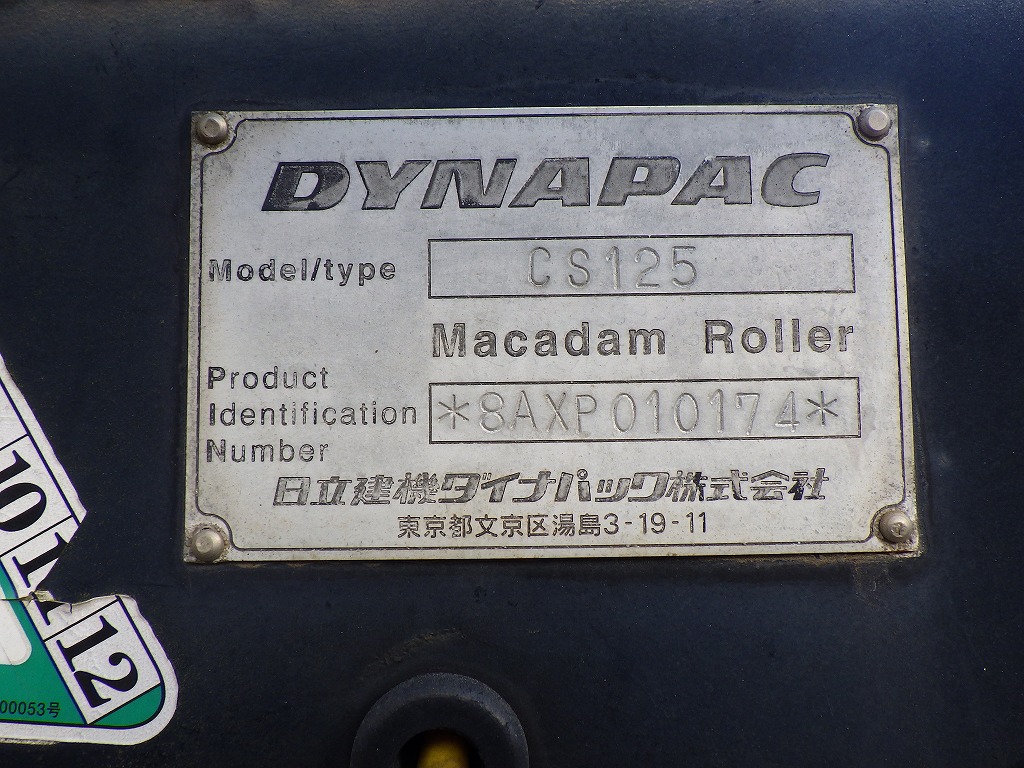 DYNAPAC
Model/type CS125
Macadam Roller
Product
Identification
Number
*8AXP010174*
日立建機ダイナパック株式会社
東京都文京区湯島3-19-11
10
11
12
00053号